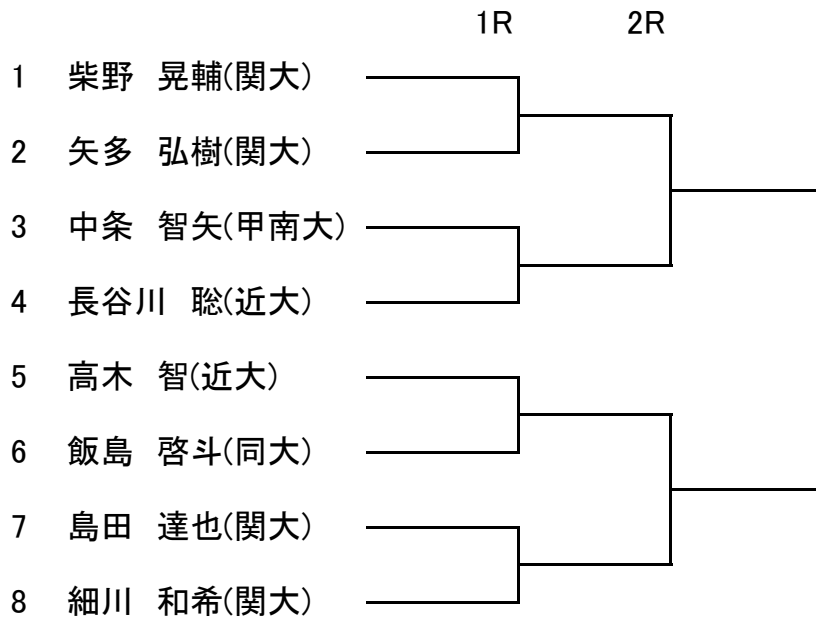 1R 2R
1 柴野 晃輔(関大)
2 矢多 弘樹(関大)
3 中条 智矢(甲南大)
4 長谷川 聡(近大)
5 高木 智(近大)
6 飯島 啓斗(同大)
7 島田 達也(関大)
8 細川 和希(関大)